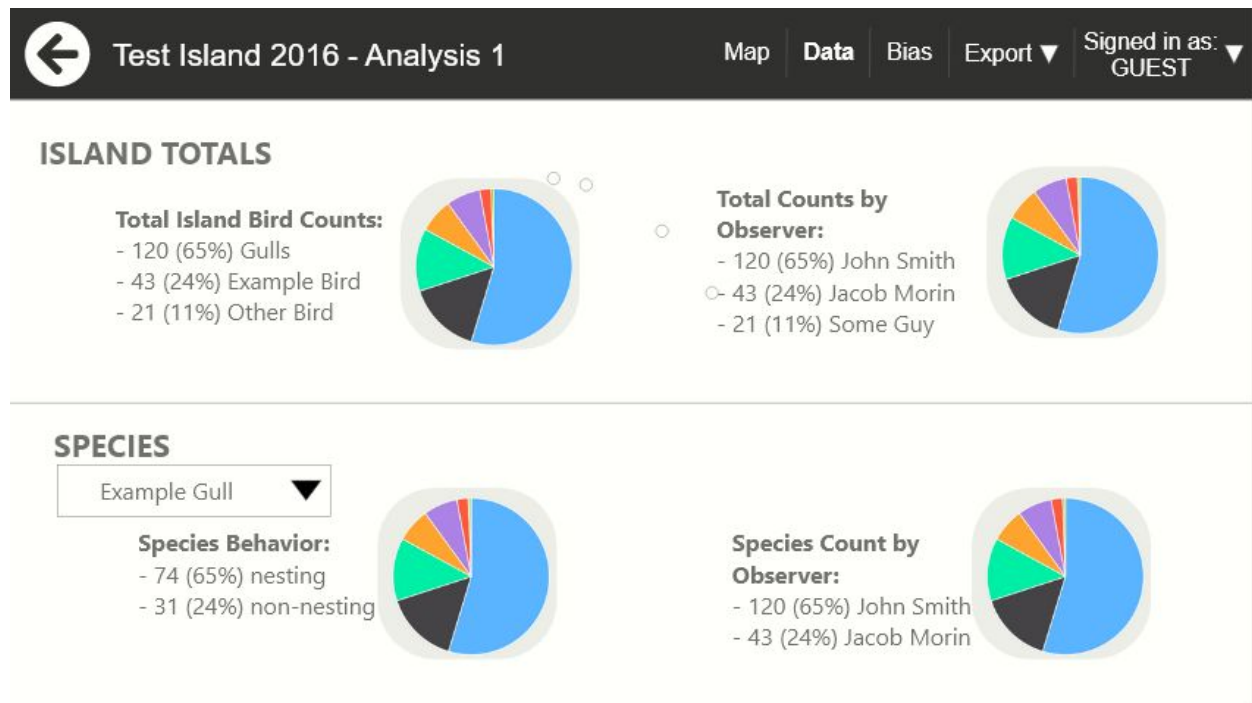 Test Island 2016 - Analysis 1
Map
Data
Bias
Export ▼
Signed in as: ▼
GUEST
ISLAND TOTALS
Total Island Bird Counts:
- 120 (65%) Gulls
- 43 (24%) Example Bird
- 21 (11%) Other Bird
Total Counts by
Observer:
- 120 (65%) John Smith
- 43 (24%) Jacob Morin
- 21 (11%) Some Guy
SPECIES
Example Gull ▼
Species Behavior:
- 74 (65%) nesting
- 31 (24%) non-nesting
Species Count by
Observer:
- 120 (65%) John Smith
- 43 (24%) Jacob Morin